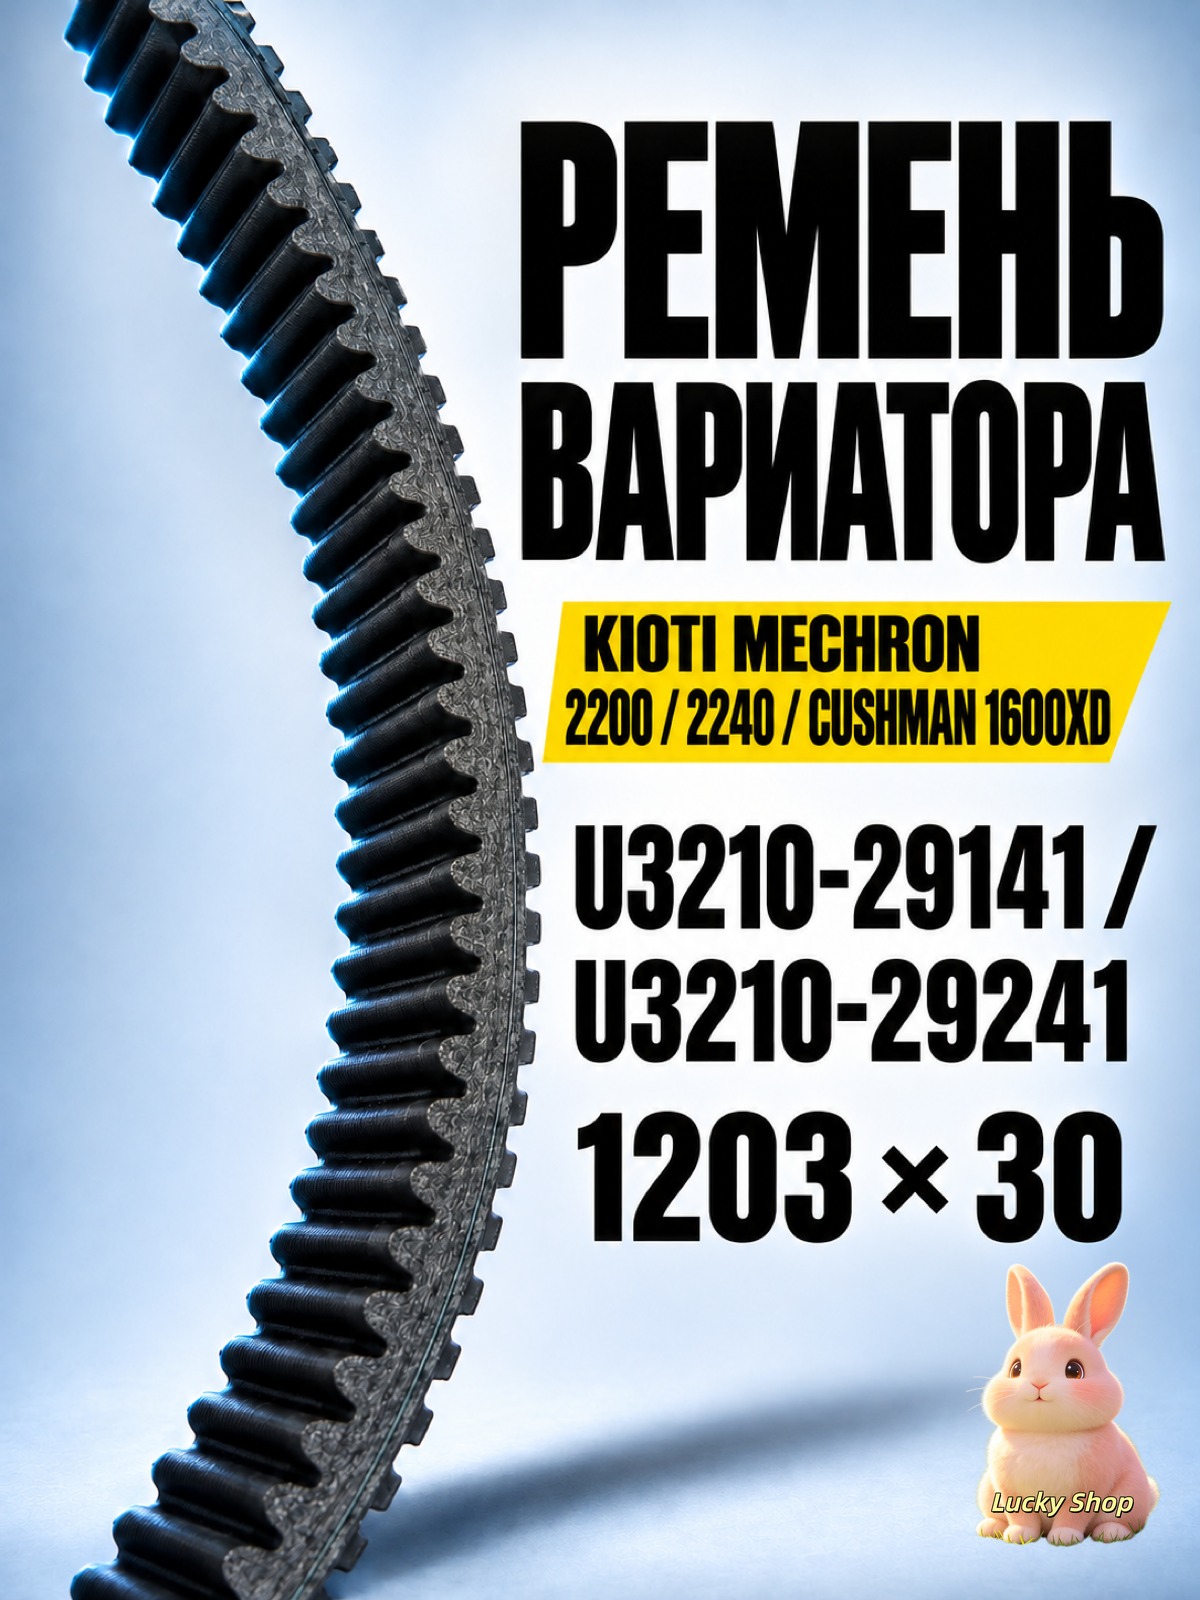 РЕМЕНЬ
ВАРИАТОРА
KIOTI MECHRON
2200 / 2240 / CUSHMAN 1600XD
U3210-29141 /
U3210-29241
1203 × 30
Lucky Shop